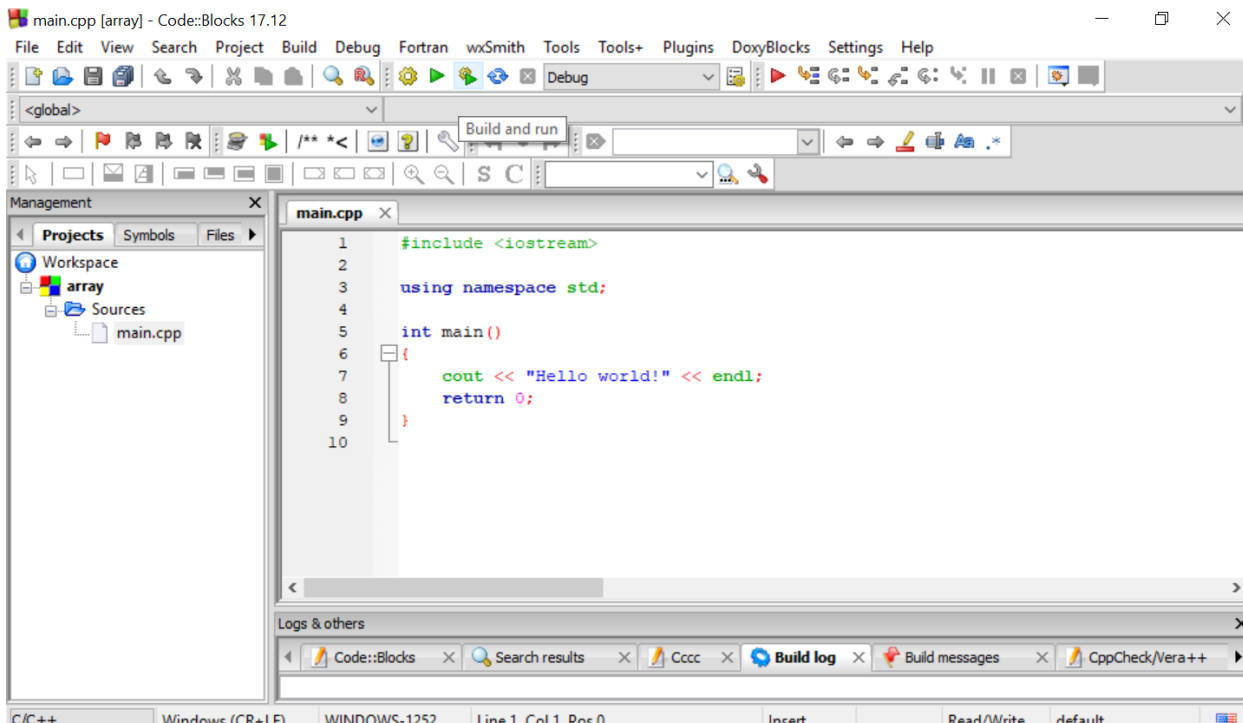 main.cpp [array] - Code::Blocks 17.12
File Edit View Search Project Build Debug Fortran wxSmith Tools Tools+ Plugins DoxyBlocks Settings Help
Debug
<global>
Build and run
/** *<
Aa .*
S C
Management
main.cpp
Projects Symbols Files
Workspace
array
Sources
main.cpp
1 #include <iostream>
2
3 using namespace std;
4
5 int main()
6 {
7 cout << "Hello world!" << endl;
8 return 0;
9 }
10
Logs & others
Code::Blocks Search results Cccc Build log Build messages CppCheck/Vera++
C/C++ Windows (CR+LF) WINDOWS-1252 Line 1, Col 1, Pos 0 Insert Read/Write default